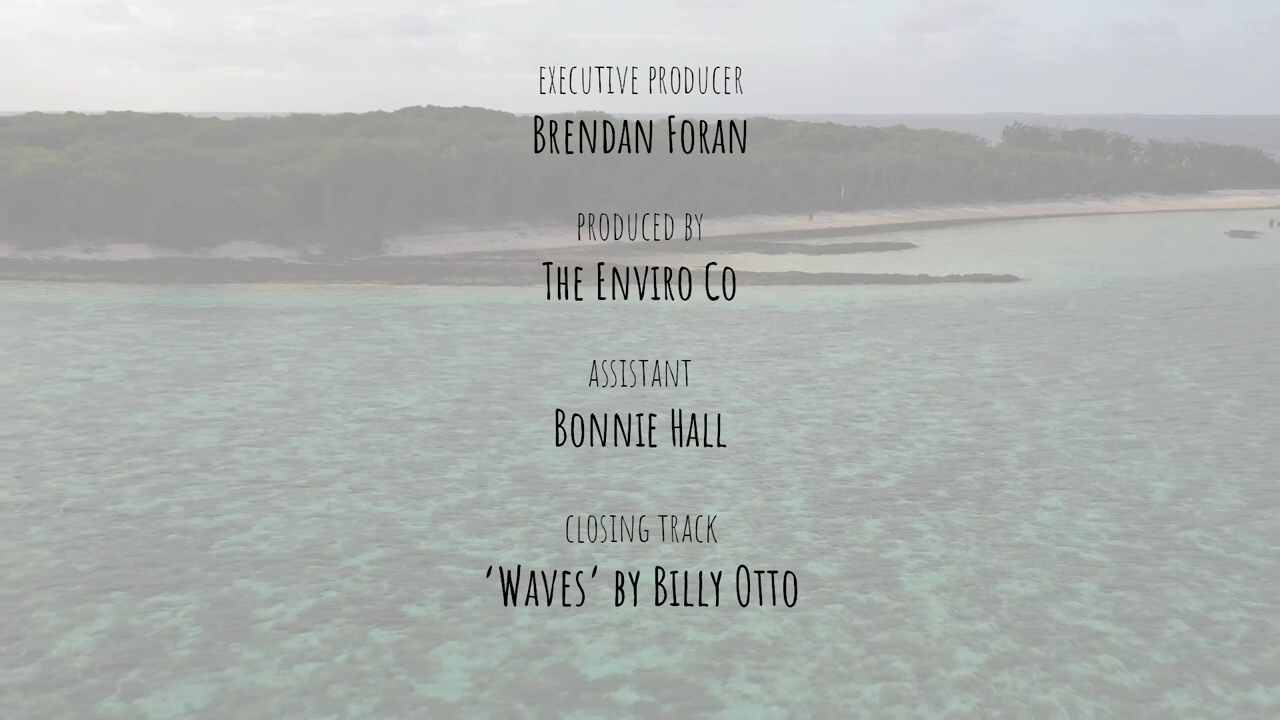 EXECUTIVE PRODUCER
BRENDAN FORAN
PRODUCED BY
THE ENVIRO CO
ASSISTANT
BONNIE HALL
CLOSING TRACK
‘WAVES’ BY BILLY OTTO